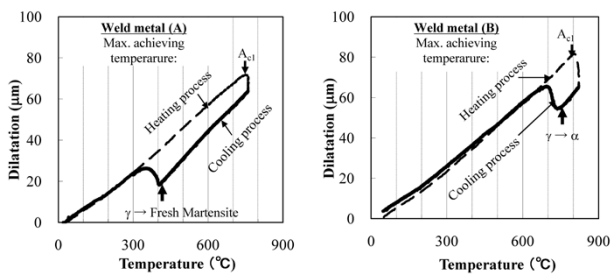 Weld metal (A)
Max. achieving
temperarure:
A c1
Heating process
Cooling process
γ → Fresh Martensite
Dilatation (μm)
100
80
60
40
20
0
0
300
600
900
Temperature (℃)
Weld metal (B)
Max. achieving
temperarure:
A c1
Heating process
Cooling process
γ → α
Dilatation (μm)
100
80
60
40
20
0
0
300
600
900
Temperature (℃)